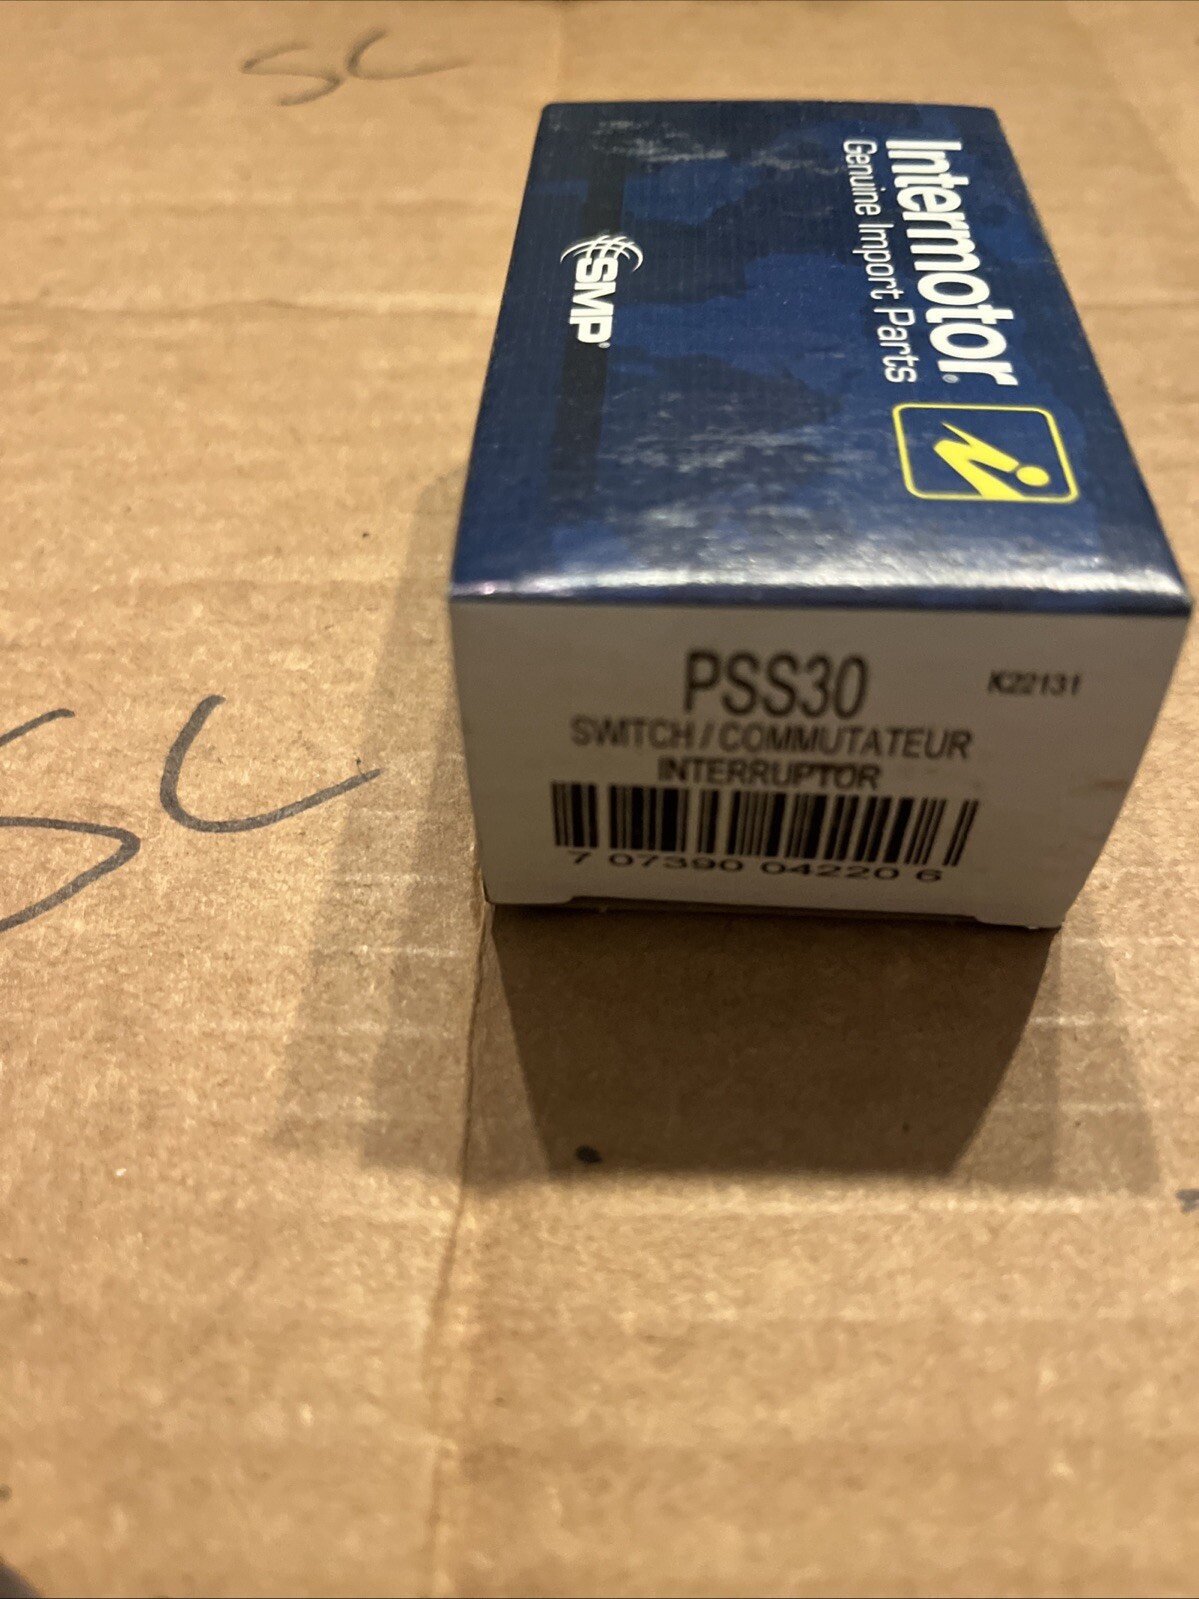 SC
Intermotor®
Genuine Import Parts
SMP®
PSS30
K22131
SWITCH / COMMUTATEUR
INTERRUPTOR
7 07390 04220 6
SC